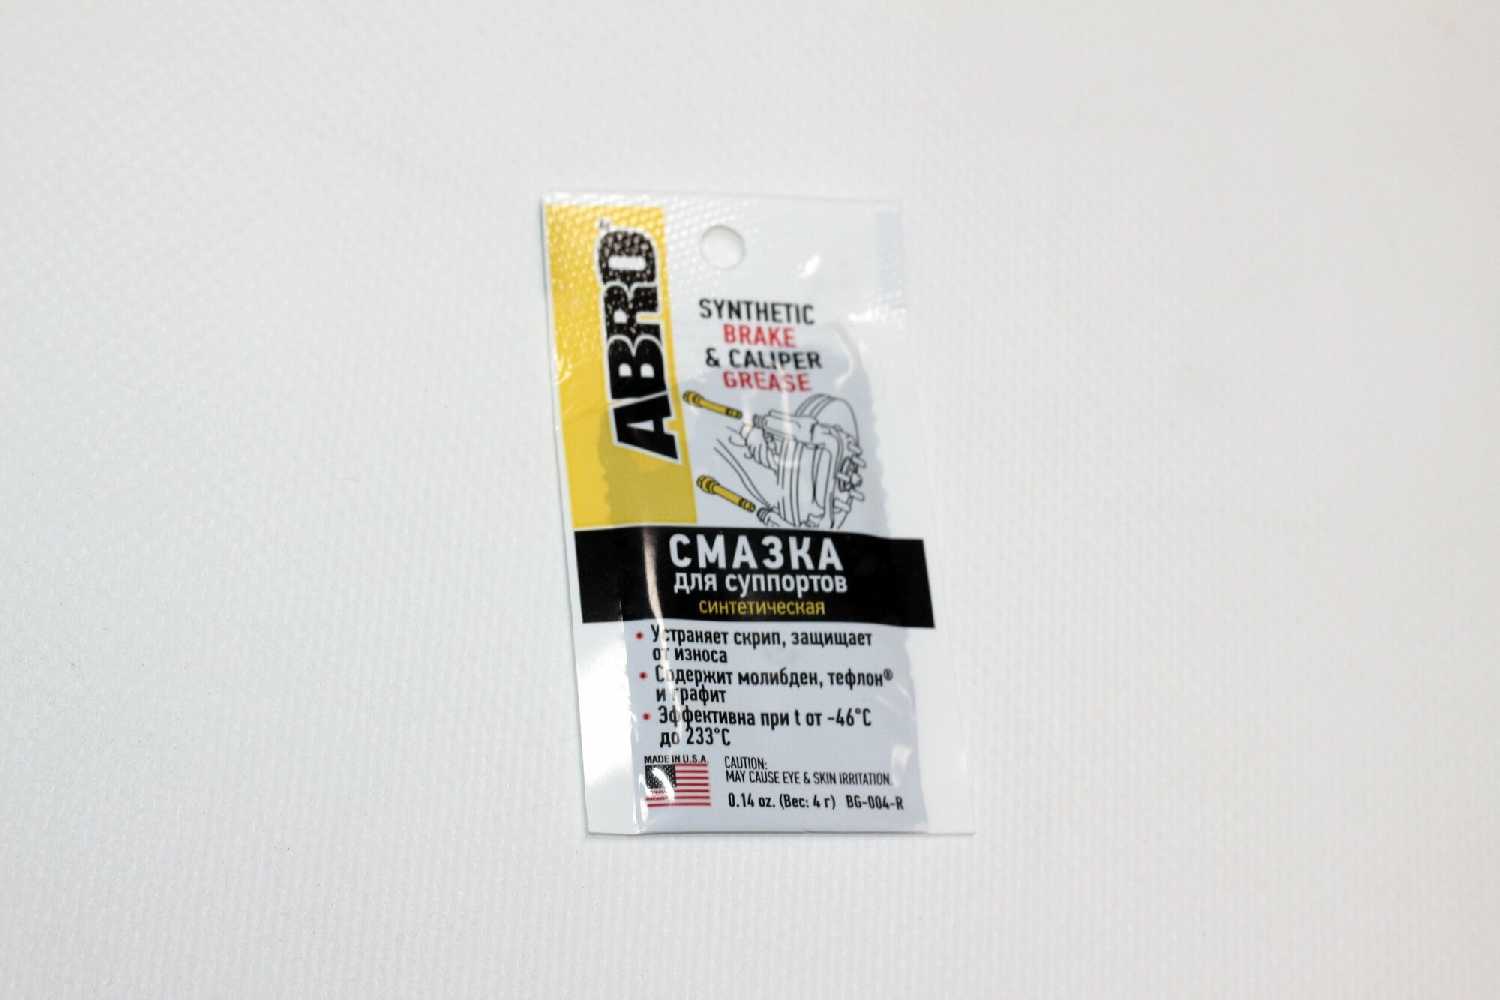 ABRO
SYNTHETIC
BRAKE
& CALIPER
GREASE
СМАЗКА
для суппортов
синтетическая
• Устраняет скрип, защищает
от износа
• Содержит молибден, тефлон®
и графит
• Эффективна при t от -46°C
до 233°C
MADE IN U.S.A.
CAUTION:
MAY CAUSE EYE & SKIN IRRITATION.
0.14 oz. (Вес: 4 г) BG-004-R